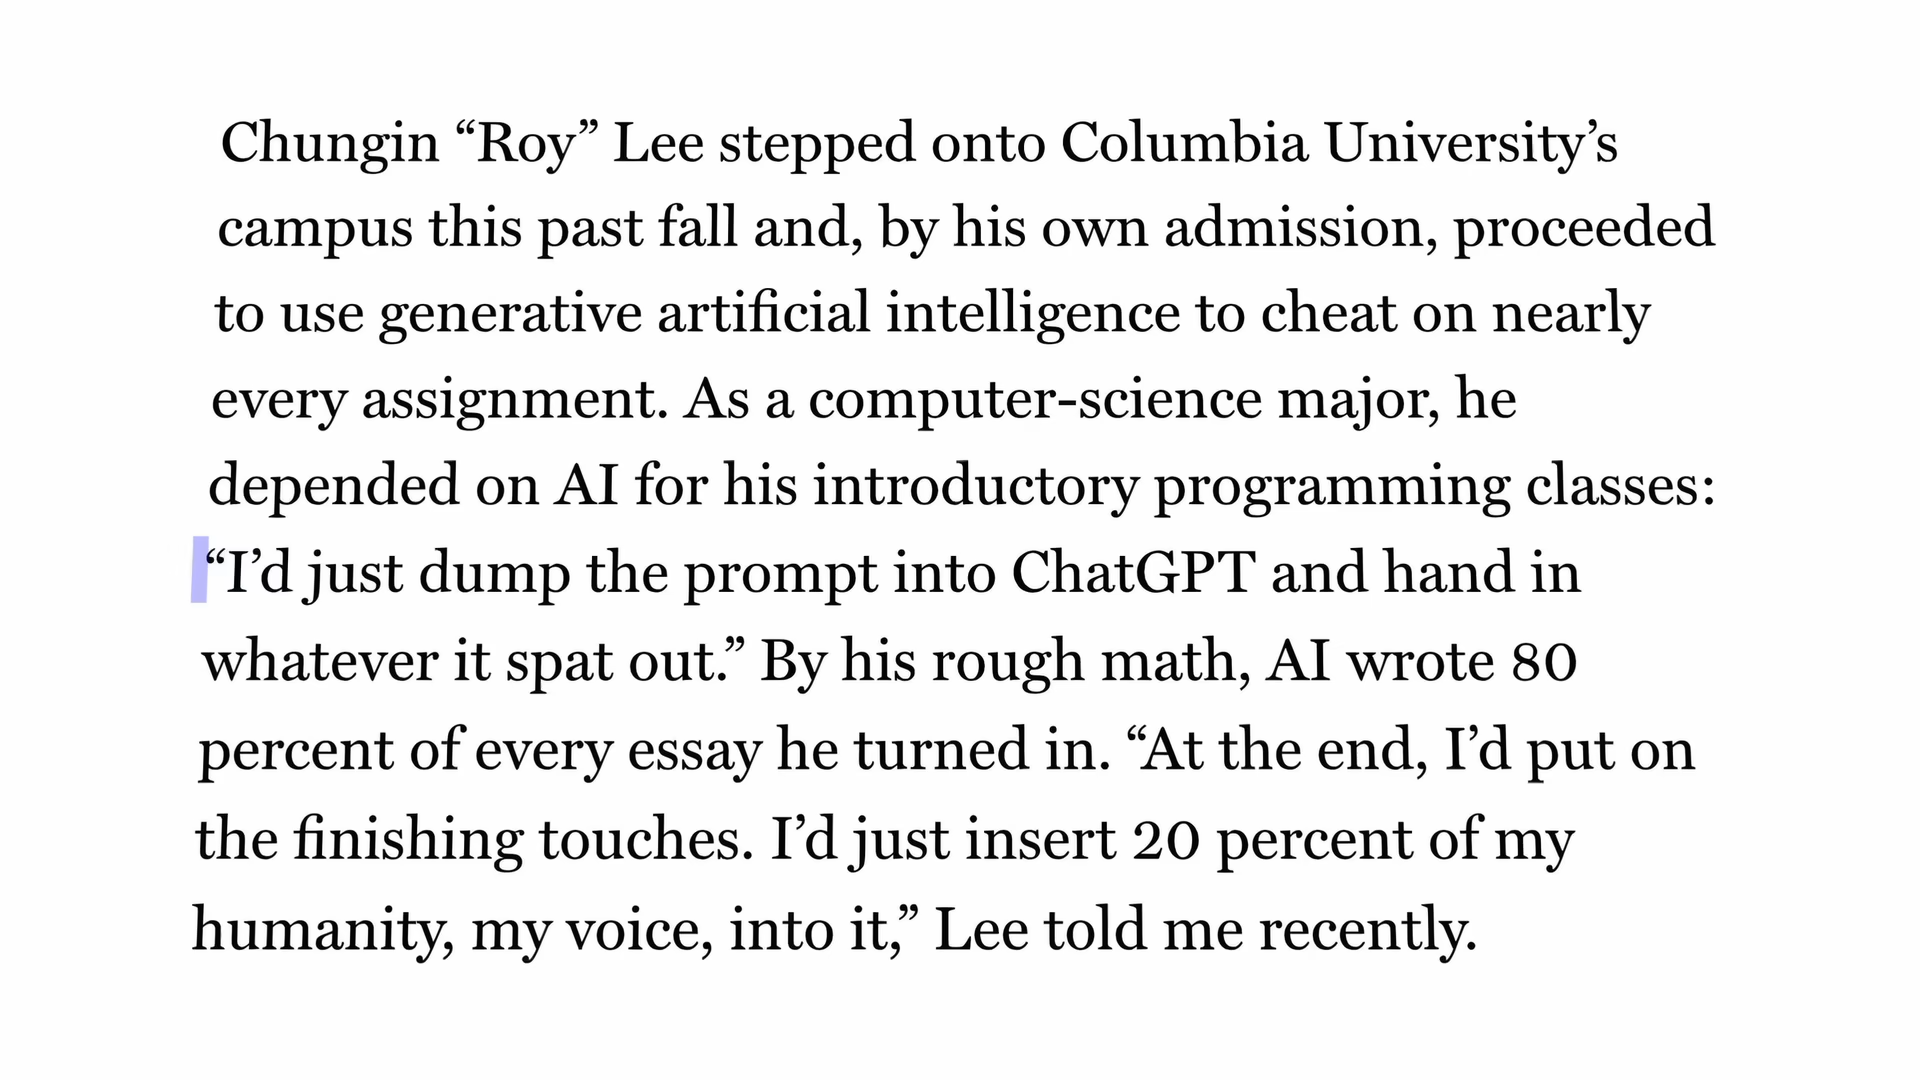 Chungin “Roy” Lee stepped onto Columbia University’s
campus this past fall and, by his own admission, proceeded
to use generative artificial intelligence to cheat on nearly
every assignment. As a computer-science major, he
depended on AI for his introductory programming classes:
“I’d just dump the prompt into ChatGPT and hand in
whatever it spat out.” By his rough math, AI wrote 80
percent of every essay he turned in. “At the end, I’d put on
the finishing touches. I’d just insert 20 percent of my
humanity, my voice, into it,” Lee told me recently.